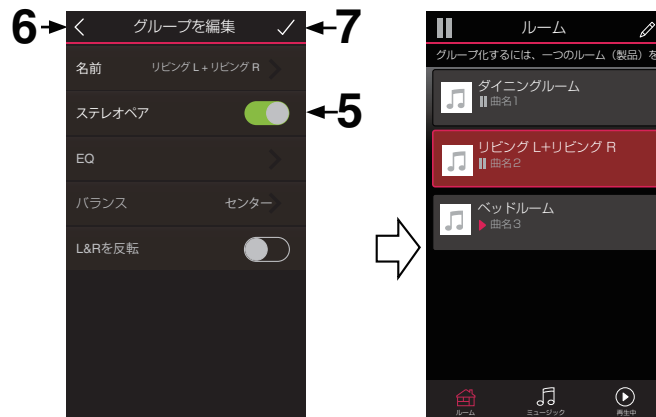 6
グループを編集
7
名前 リビング L + リビング R
ステレオペア
5
EQ
バランス センター
L&Rを反転
ルーム
グループ化するには、一つのルーム（製品）を
ダイニングルーム
曲名1
リビング L+リビング R
曲名2
ベッドルーム
曲名3
ルーム ミュージック 再生中